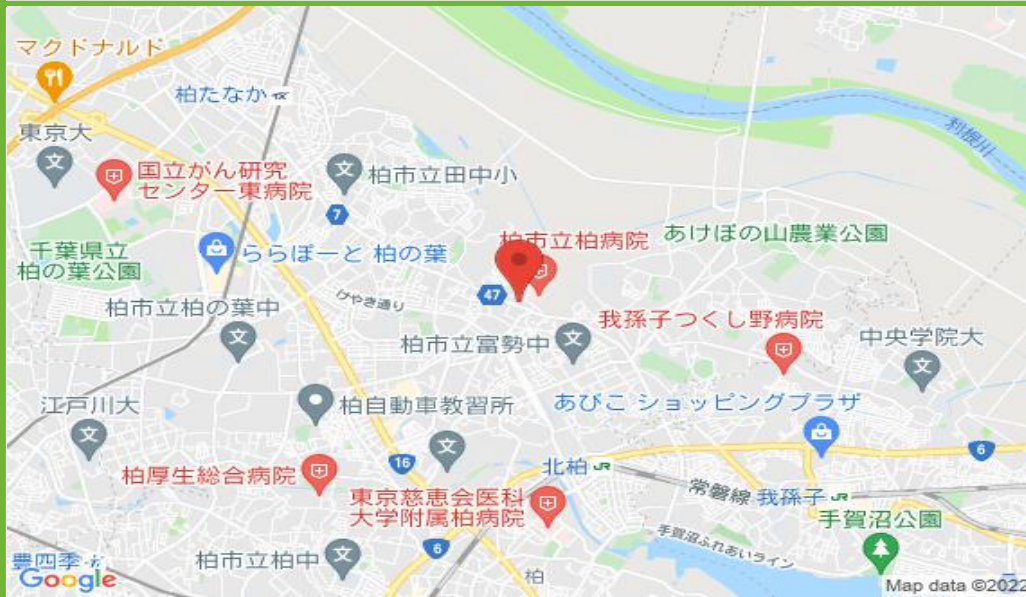 マクドナルド
柏たなか
東京大
国立がん研究
センター東病院
柏市立田中小
7
利根川
千葉県立
柏の葉公園
ららぽーと 柏の葉
柏市立柏病院
あけぼの山農業公園
けやき通り
47
柏市立柏の葉中
柏市立富勢中
我孫子つくし野病院
中央学院大
江戸川大
柏自動車教習所
あびこ ショッピングプラザ
6
16
柏厚生総合病院
北柏 JR
常磐線
我孫子 JR
東京慈恵会医科
大学附属柏病院
手賀沼公園
手賀沼ふれあいライン
6
豊四季
柏市立柏中
柏
Google
Map data ©2022